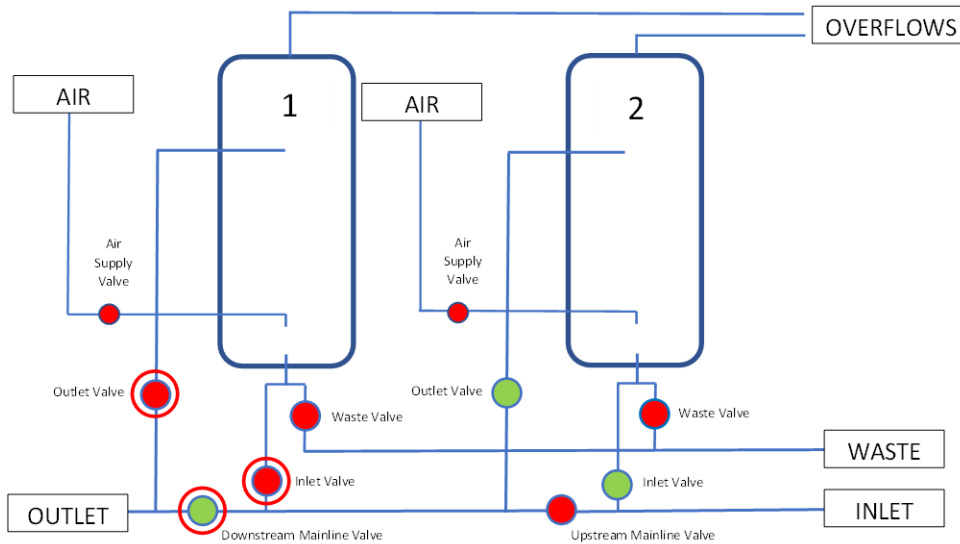 OVERFLOWS
AIR
1
AIR
2
Air
Supply
Valve
Air
Supply
Valve
Outlet Valve
Waste Valve
Outlet Valve
Waste Valve
WASTE
Inlet Valve
Inlet Valve
OUTLET
INLET
Downstream Mainline Valve
Upstream Mainline Valve